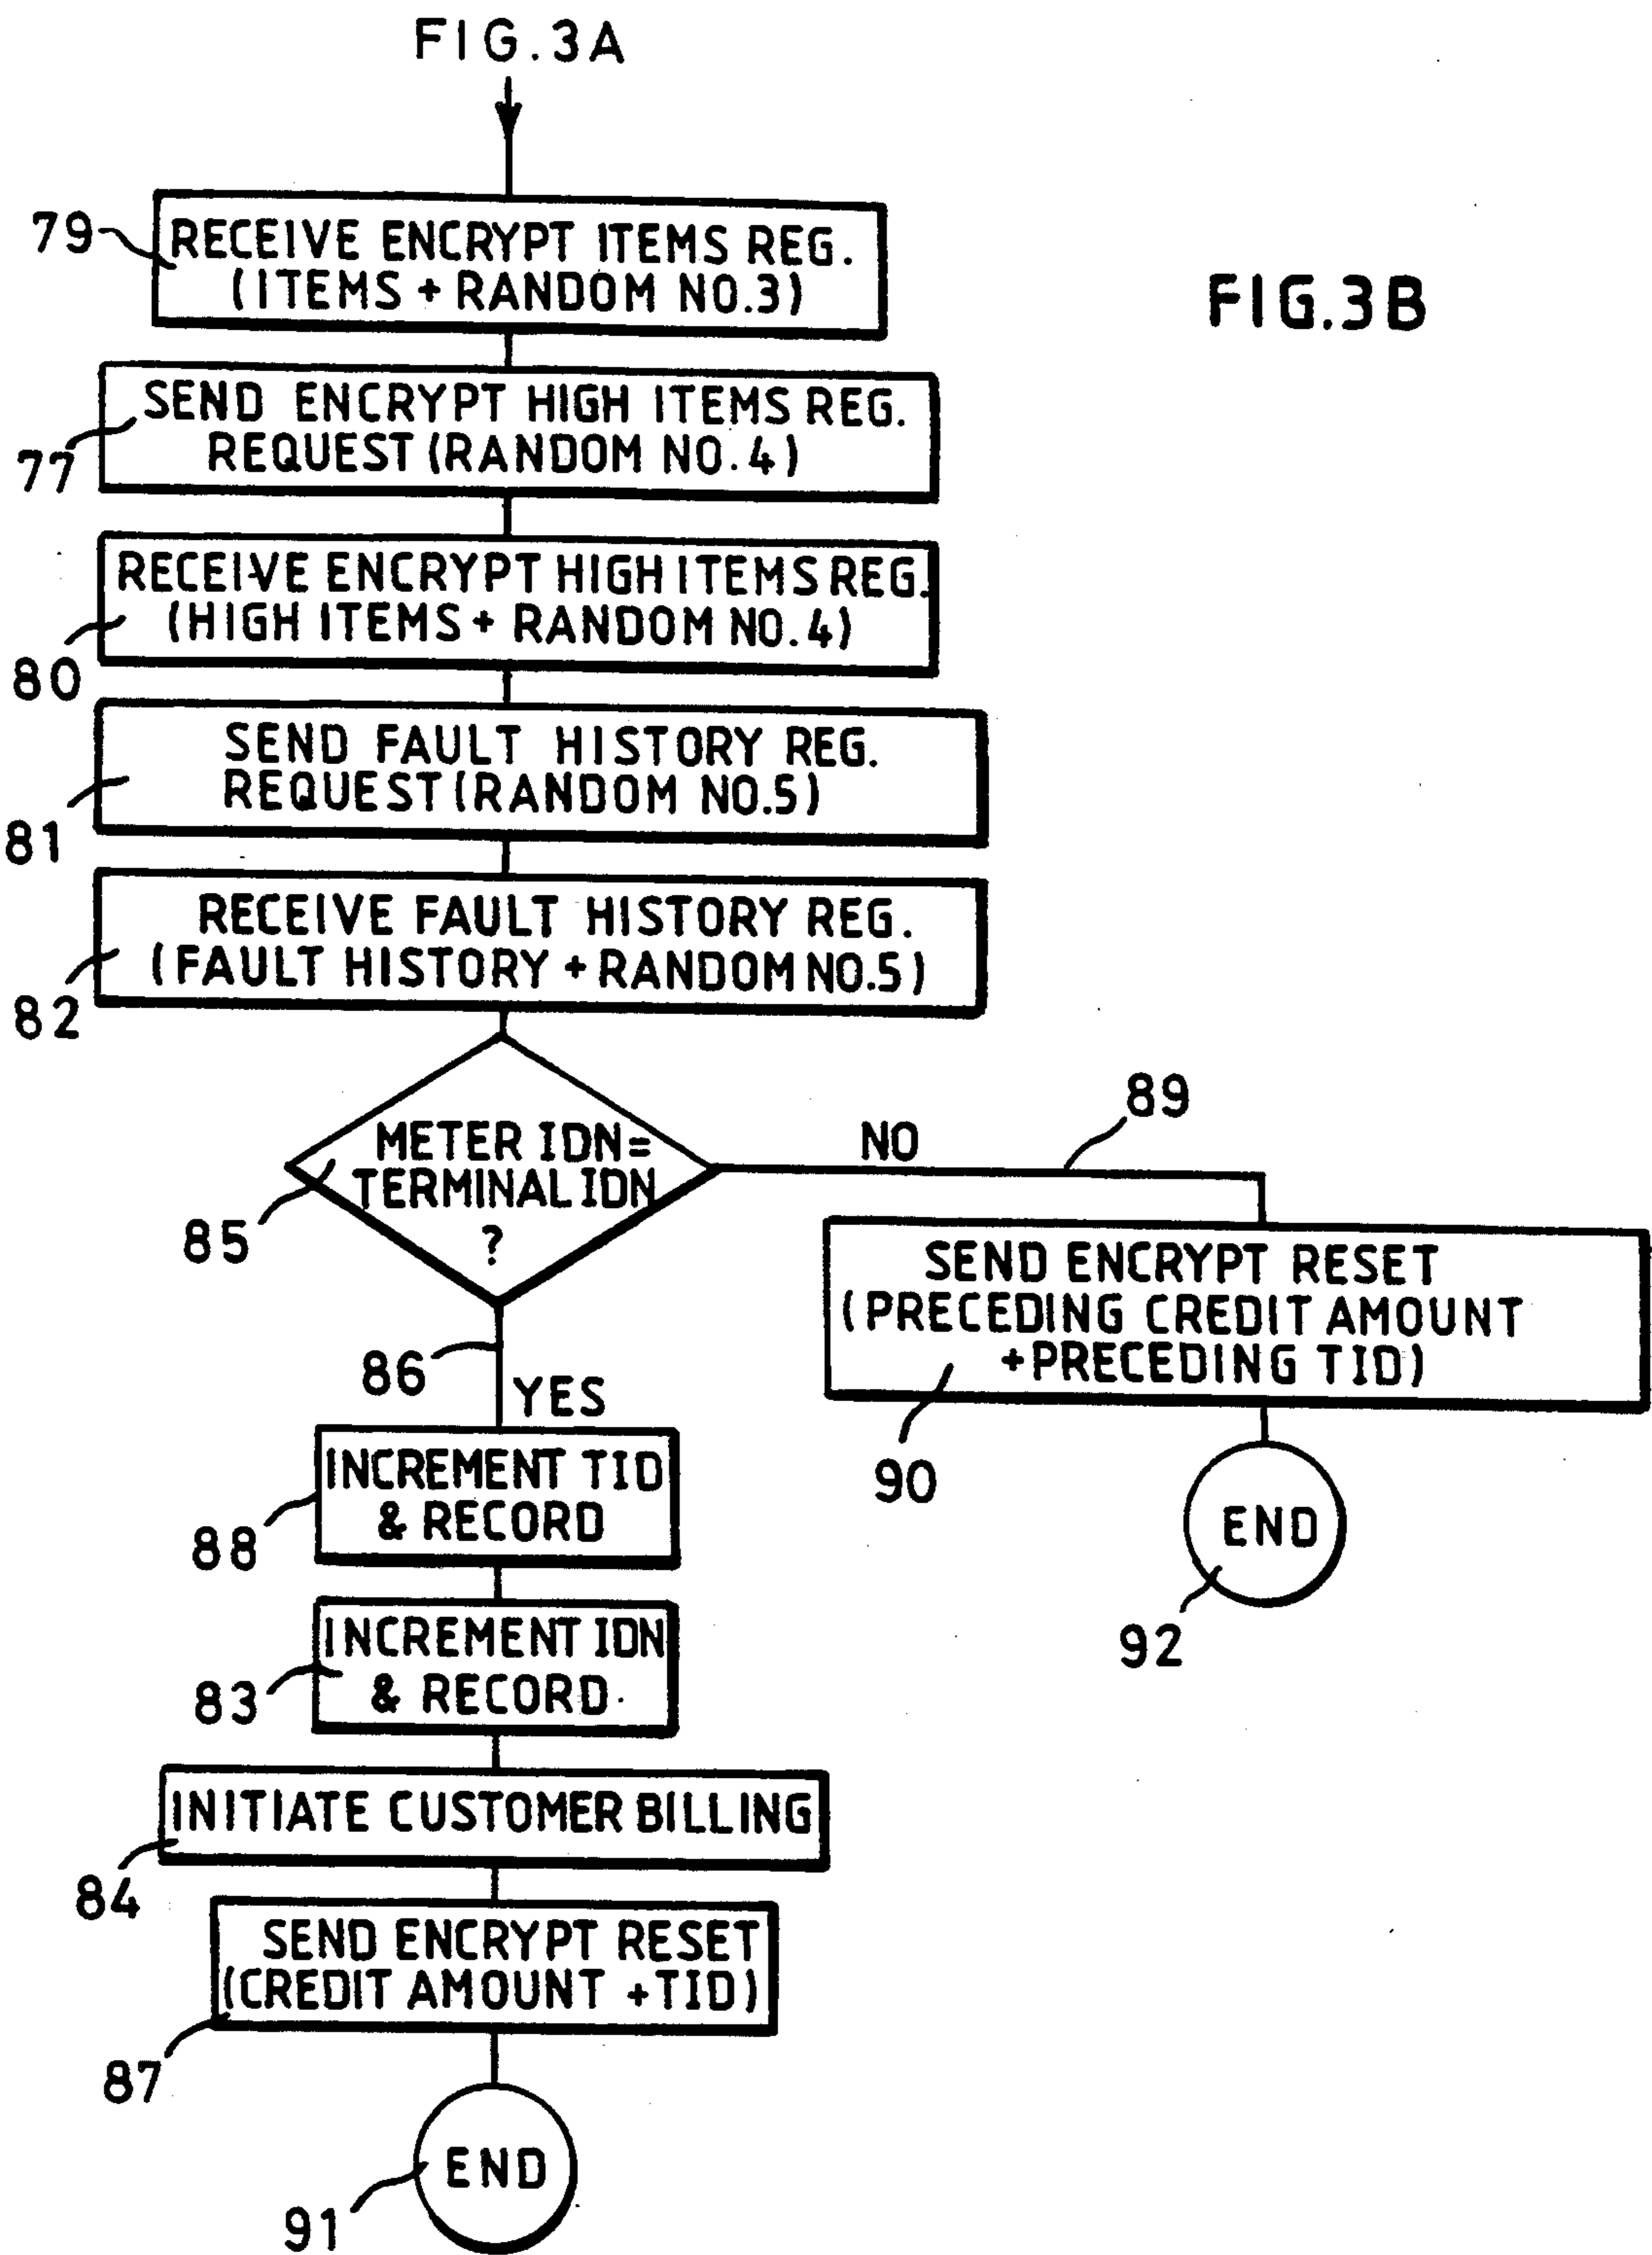 FIG.3A
FIG.3B
79
RECEIVE ENCRYPT ITEMS REG.
(ITEMS + RANDOM NO.3)
77
SEND ENCRYPT HIGH ITEMS REG.
REQUEST (RANDOM NO.4)
80
RECEIVE ENCRYPT HIGH ITEMS REG.
(HIGH ITEMS + RANDOM NO.4)
81
SEND FAULT HISTORY REG.
REQUEST (RANDOM NO.5)
82
RECEIVE FAULT HISTORY REG.
(FAULT HISTORY + RANDOM NO.5)
85
METER IDN =
TERMINAL IDN
?
NO
89
SEND ENCRYPT RESET
(PRECEDING CREDIT AMOUNT
+PRECEDING TID)
90
END
92
86
YES
88
INCREMENT TID
& RECORD
83
INCREMENT IDN
& RECORD
84
INITIATE CUSTOMER BILLING
87
SEND ENCRYPT RESET
(CREDIT AMOUNT +TID)
END
91